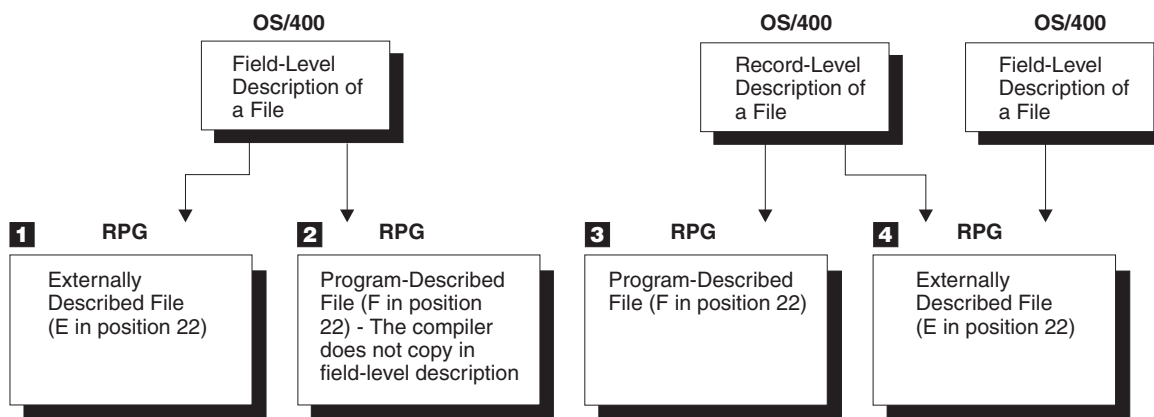 OS/400
Field-Level
Description of
a File
OS/400
Record-Level
Description of
a File
OS/400
Field-Level
Description of
a File
1
RPG
Externally
Described File
(E in position 22)
2
RPG
Program-Described
File (F in position
22) - The compiler
does not copy in
field-level description
3
RPG
Program-Described
File (F in position 22)
4
RPG
Externally
Described File
(E in position 22)